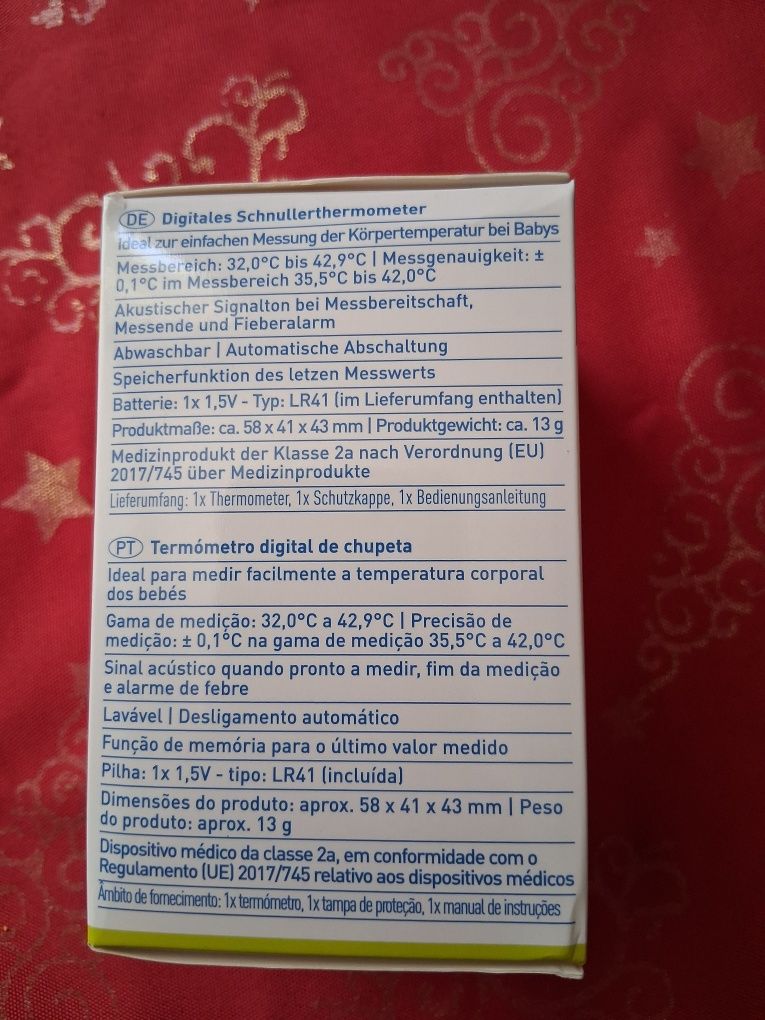 DE Digitales Schnullerthermometer
Ideal zur einfachen Messung der Körpertemperatur bei Babys
Messbereich: 32,0°C bis 42,9°C | Messgenauigkeit: ±
0,1°C im Messbereich 35,5°C bis 42,0°C
Akustischer Signalton bei Messbereitschaft,
Messende und Fieberalarm
Abwaschbar | Automatische Abschaltung
Speicherfunktion des letzen Messwerts
Batterie: 1x 1,5V - Typ: LR41 (im Lieferumfang enthalten)
Produktmaße: ca. 58 x 41 x 43 mm | Produktgewicht: ca. 13 g
Medizinprodukt der Klasse 2a nach Verordnung (EU)
2017/745 über Medizinprodukte
Lieferumfang: 1x Thermometer, 1x Schutzkappe, 1x Bedienungsanleitung
PT Termómetro digital de chupeta
Ideal para medir facilmente a temperatura corporal
dos bebés
Gama de medição: 32,0°C a 42,9°C | Precisão de
medição: ± 0,1°C na gama de medição 35,5°C a 42,0°C
Sinal acústico quando pronto a medir, fim da medição
e alarme de febre
Lavável | Desligamento automático
Função de memória para o último valor medido
Pilha: 1x 1,5V - tipo: LR41 (incluída)
Dimensões do produto: aprox. 58 x 41 x 43 mm | Peso
do produto: aprox. 13 g
Dispositivo médico da classe 2a, em conformidade com o
Regulamento (UE) 2017/745 relativo aos dispositivos médicos
Âmbito de fornecimento: 1x termómetro, 1x tampa de proteção, 1x manual de instruções